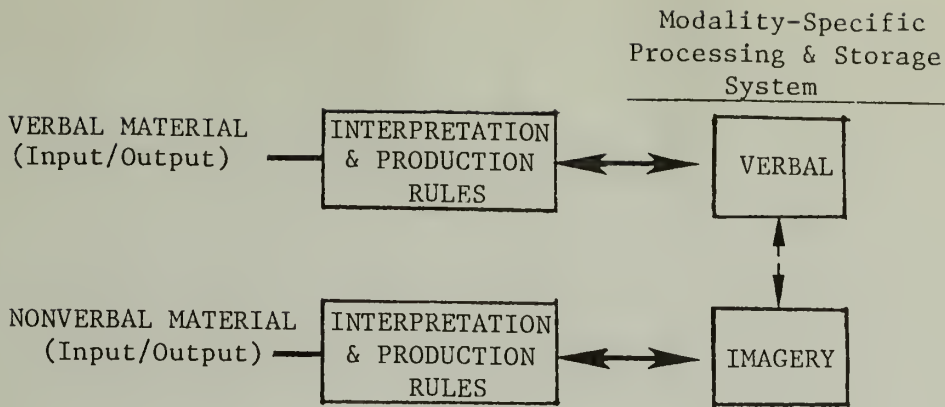 Modality-Specific
Processing & Storage
System
VERBAL MATERIAL
(Input/Output)
INTERPRETATION
& PRODUCTION
RULES
VERBAL
NONVERBAL MATERIAL
(Input/Output)
INTERPRETATION
& PRODUCTION
RULES
IMAGERY